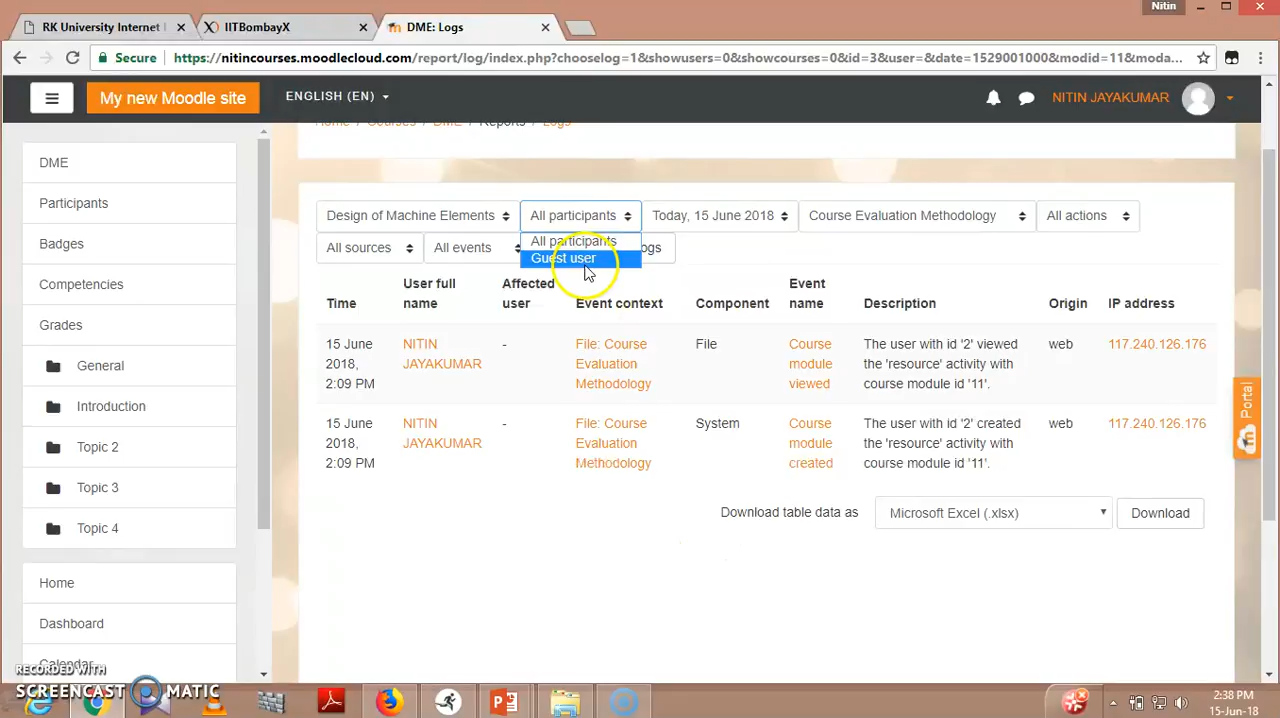 Nitin
RK University Internet
IITBombayX
DME: Logs
Secure
https://nitincourses.moodlecloud.com/report/log/index.php?chooselog=1&showusers=0&showcourses=0&id=3&user=&date=1529001000&modid=11&moda...
My new Moodle site
ENGLISH (EN)
NITIN JAYAKUMAR
Home / Courses / DME / Reports / Logs
DME
Participants
Badges
Competencies
Grades
General
Introduction
Topic 2
Topic 3
Topic 4
Home
Dashboard
Calendar
Design of Machine Elements
All participants
Today, 15 June 2018
Course Evaluation Methodology
All actions
All sources
All events
ogs
All participants
Guest user
Time
User full name
Affected user
Event context
Component
Event name
Description
Origin
IP address
15 June 2018, 2:09 PM
NITIN JAYAKUMAR
-
File: Course Evaluation Methodology
File
Course module viewed
The user with id '2' viewed the 'resource' activity with course module id '11'.
web
117.240.126.176
15 June 2018, 2:09 PM
NITIN JAYAKUMAR
-
File: Course Evaluation Methodology
System
Course module created
The user with id '2' created the 'resource' activity with course module id '11'.
web
117.240.126.176
Download table data as
Microsoft Excel (.xlsx)
Download
Portal
RECORDED WITH
SCREENCAST MATIC
2:38 PM
15-Jun-18